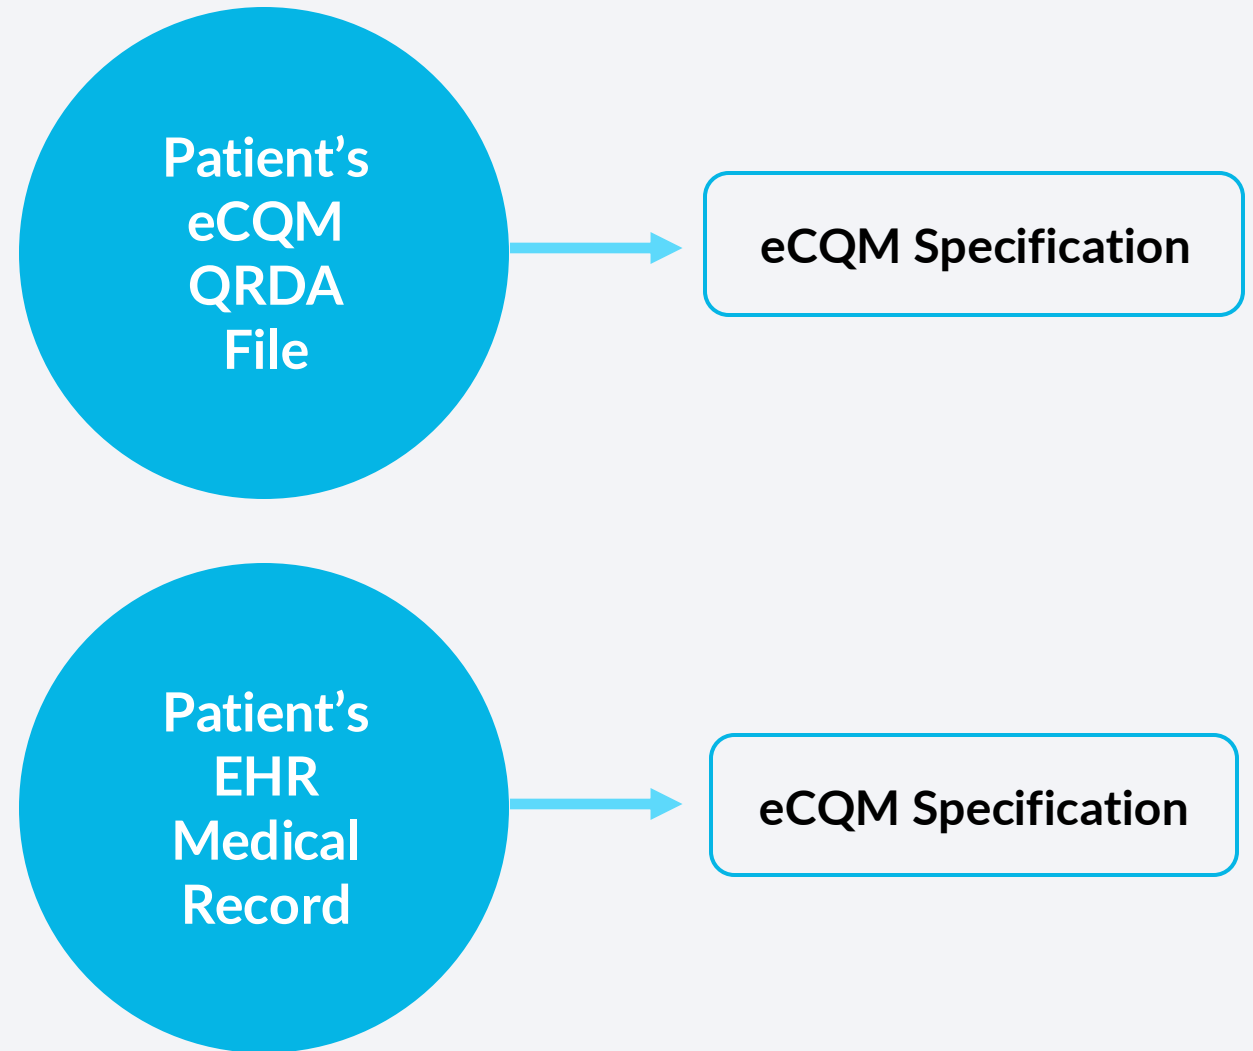 Patient’s
eCQM
QRDA
File
eCQM Specification
Patient’s
EHR
Medical
Record
eCQM Specification